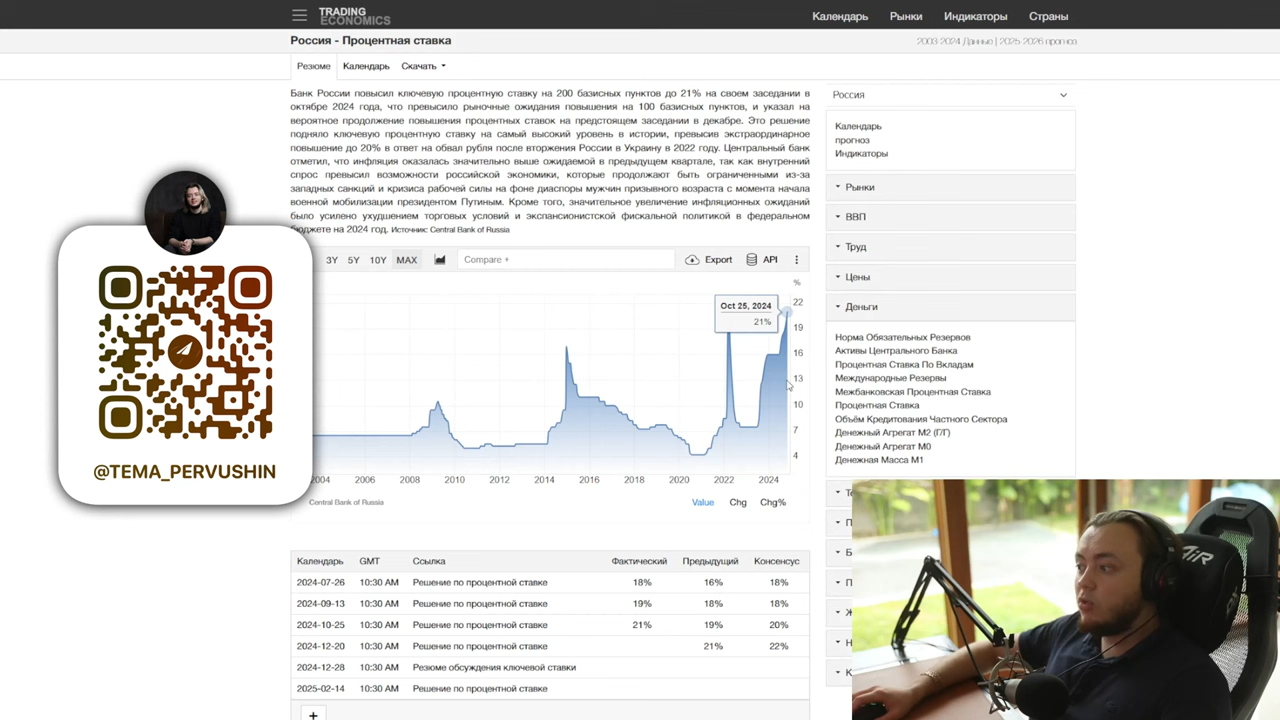 TRADING
ECONOMICS
Календарь
Рынки
Индикаторы
Страны
Россия - Процентная ставка
2003-2024 Данные | 2025-2026 прогноз
Резюме
Календарь
Скачать
Банк России повысил ключевую процентную ставку на 200 базисных пунктов до 21% на своем заседании в
октябре 2024 года, что превысило рыночные ожидания повышения на 100 базисных пунктов, и указал на
вероятное продолжение повышения процентных ставок на предстоящем заседании в декабре. Это решение
подняло ключевую процентную ставку на самый высокий уровень в истории, превысив экстраординарное
повышение до 20% в ответ на обвал рубля после вторжения России в Украину в 2022 году. Центральный банк
отметил, что инфляция оказалась значительно выше ожидаемой в предыдущем квартале, так как внутренний
спрос превысил возможности российской экономики, которые продолжают быть ограниченными из-за
западных санкций и кризиса рабочей силы на фоне диаспоры мужчин призывного возраста с момента начала
военной мобилизации президентом Путиным. Кроме того, значительное увеличение инфляционных ожиданий
было усилено ухудшением торговых условий и экспансионистской фискальной политикой в федеральном
бюджете на 2024 год. Источник: Central Bank of Russia
3Y 5Y 10Y MAX
Compare +
Export
API
%
22
19
16
13
10
7
4
Oct 25, 2024
21%
2004 2006 2008 2010 2012 2014 2016 2018 2020 2022 2024
Central Bank of Russia
Value Chg Chg%
Календарь GMT Ссылка Фактический Предыдущий Консенсус
2024-07-26 10:30 AM Решение по процентной ставке 18% 16% 18%
2024-09-13 10:30 AM Решение по процентной ставке 19% 18% 18%
2024-10-25 10:30 AM Решение по процентной ставке 21% 19% 20%
2024-12-20 10:30 AM Решение по процентной ставке 21% 22%
2024-12-28 10:30 AM Резюме обсуждения ключевой ставки
2025-02-14 10:30 AM Решение по процентной ставке
+
Россия
Календарь
прогноз
Индикаторы
Рынки
ВВП
Труд
Цены
Деньги
Норма Обязательных Резервов
Активы Центрального Банка
Процентная Ставка По Вкладам
Международные Резервы
Межбанковская Процентная Ставка
Процентная Ставка
Объём Кредитования Частного Сектора
Денежный Агрегат М2 (Г/Г)
Денежный Агрегат М0
Денежная Масса М1
@TEMA_PERVUSHIN